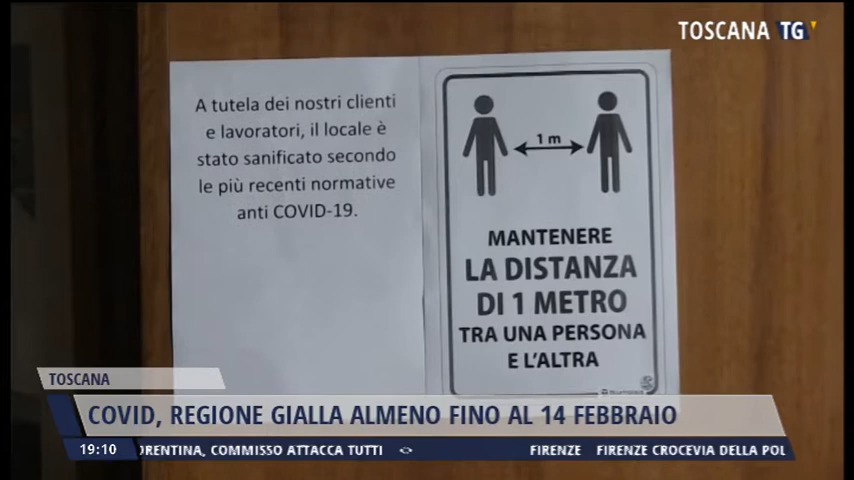 TOSCANA TG
A tutela dei nostri clienti
e lavoratori, il locale è
stato sanificato secondo
le più recenti normative
anti COVID-19.
1 m
MANTENERE
LA DISTANZA
DI 1 METRO
TRA UNA PERSONA
E L'ALTRA
TOSCANA
COVID, REGIONE GIALLA ALMENO FINO AL 14 FEBBRAIO
19:10 ORENTINA, COMMISSO ATTACCA TUTTI FIRENZE FIRENZE CROCEVIA DELLA POL